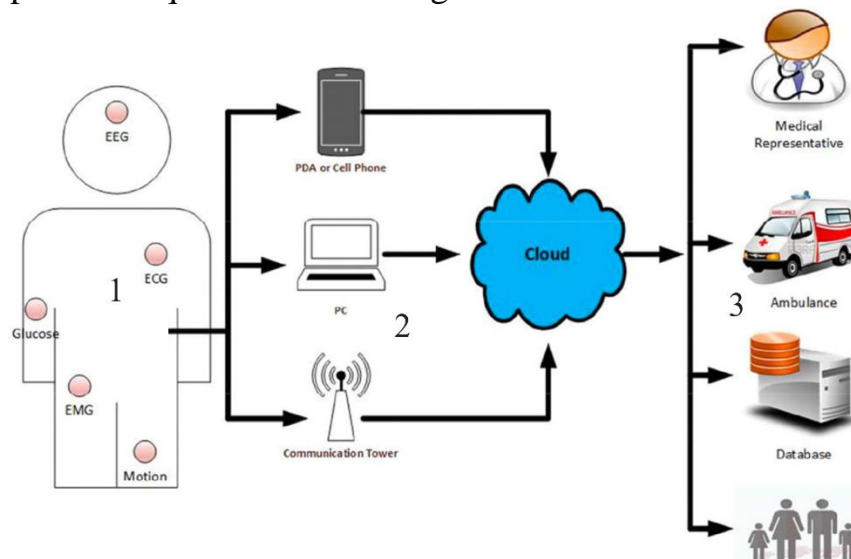 EEG
ECG
1
Glucose
EMG
Motion
PDA or Cell Phone
PC
2
Communication Tower
Cloud
Medical
Representative
AMBULANCE
3
Ambulance
Database